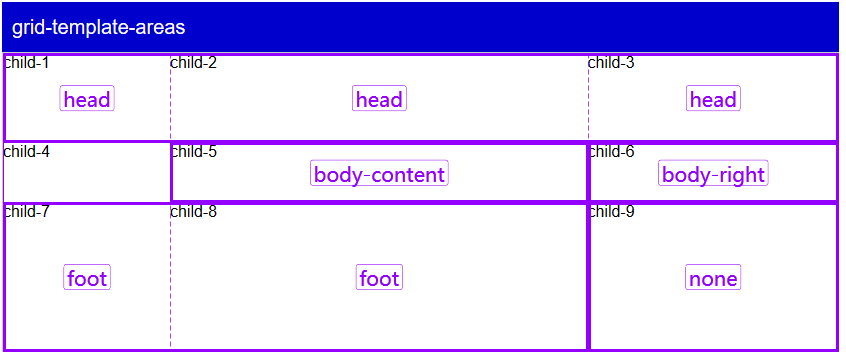 grid-template-areas
child-1 child-2 child-3
head head head
child-4 child-5 child-6
body-content body-right
child-7 child-8 child-9
foot foot none